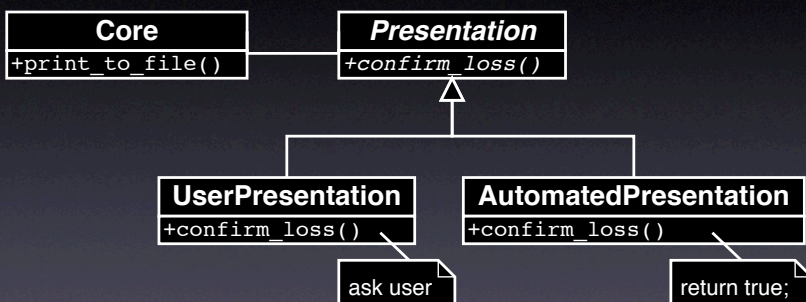 Core
+print_to_file()
Presentation
+confirm_loss()
UserPresentation
+confirm_loss()
AutomatedPresentation
+confirm_loss()
ask user
return true;